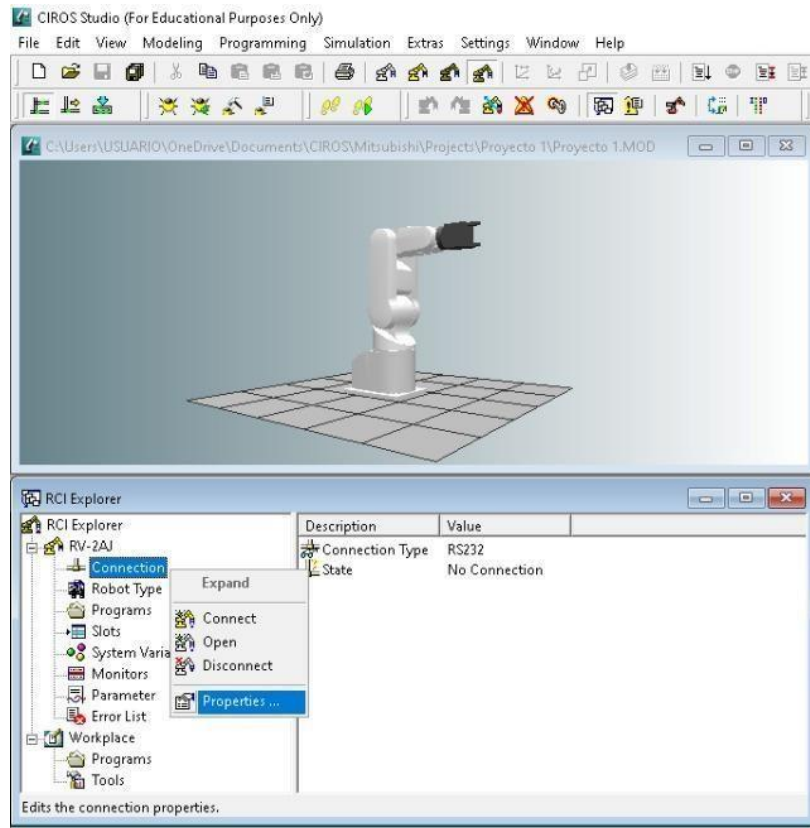 CIROS Studio (For Educational Purposes Only)
File Edit View Modeling Programming Simulation Extras Settings Window Help
C:\Users\USUARIO\OneDrive\Documents\CIROS\Mitsubishi\Projects\Proyecto 1\Proyecto 1.MOD
RCI Explorer
RCI Explorer
RV-2AJ
Connection
Robot Type
Programs
Slots
System Varia
Monitors
Parameter
Error List
Workplace
Programs
Tools
Expand
Connect
Open
Disconnect
Properties ...
Description Value
Connection Type RS232
State No Connection
Edits the connection properties.